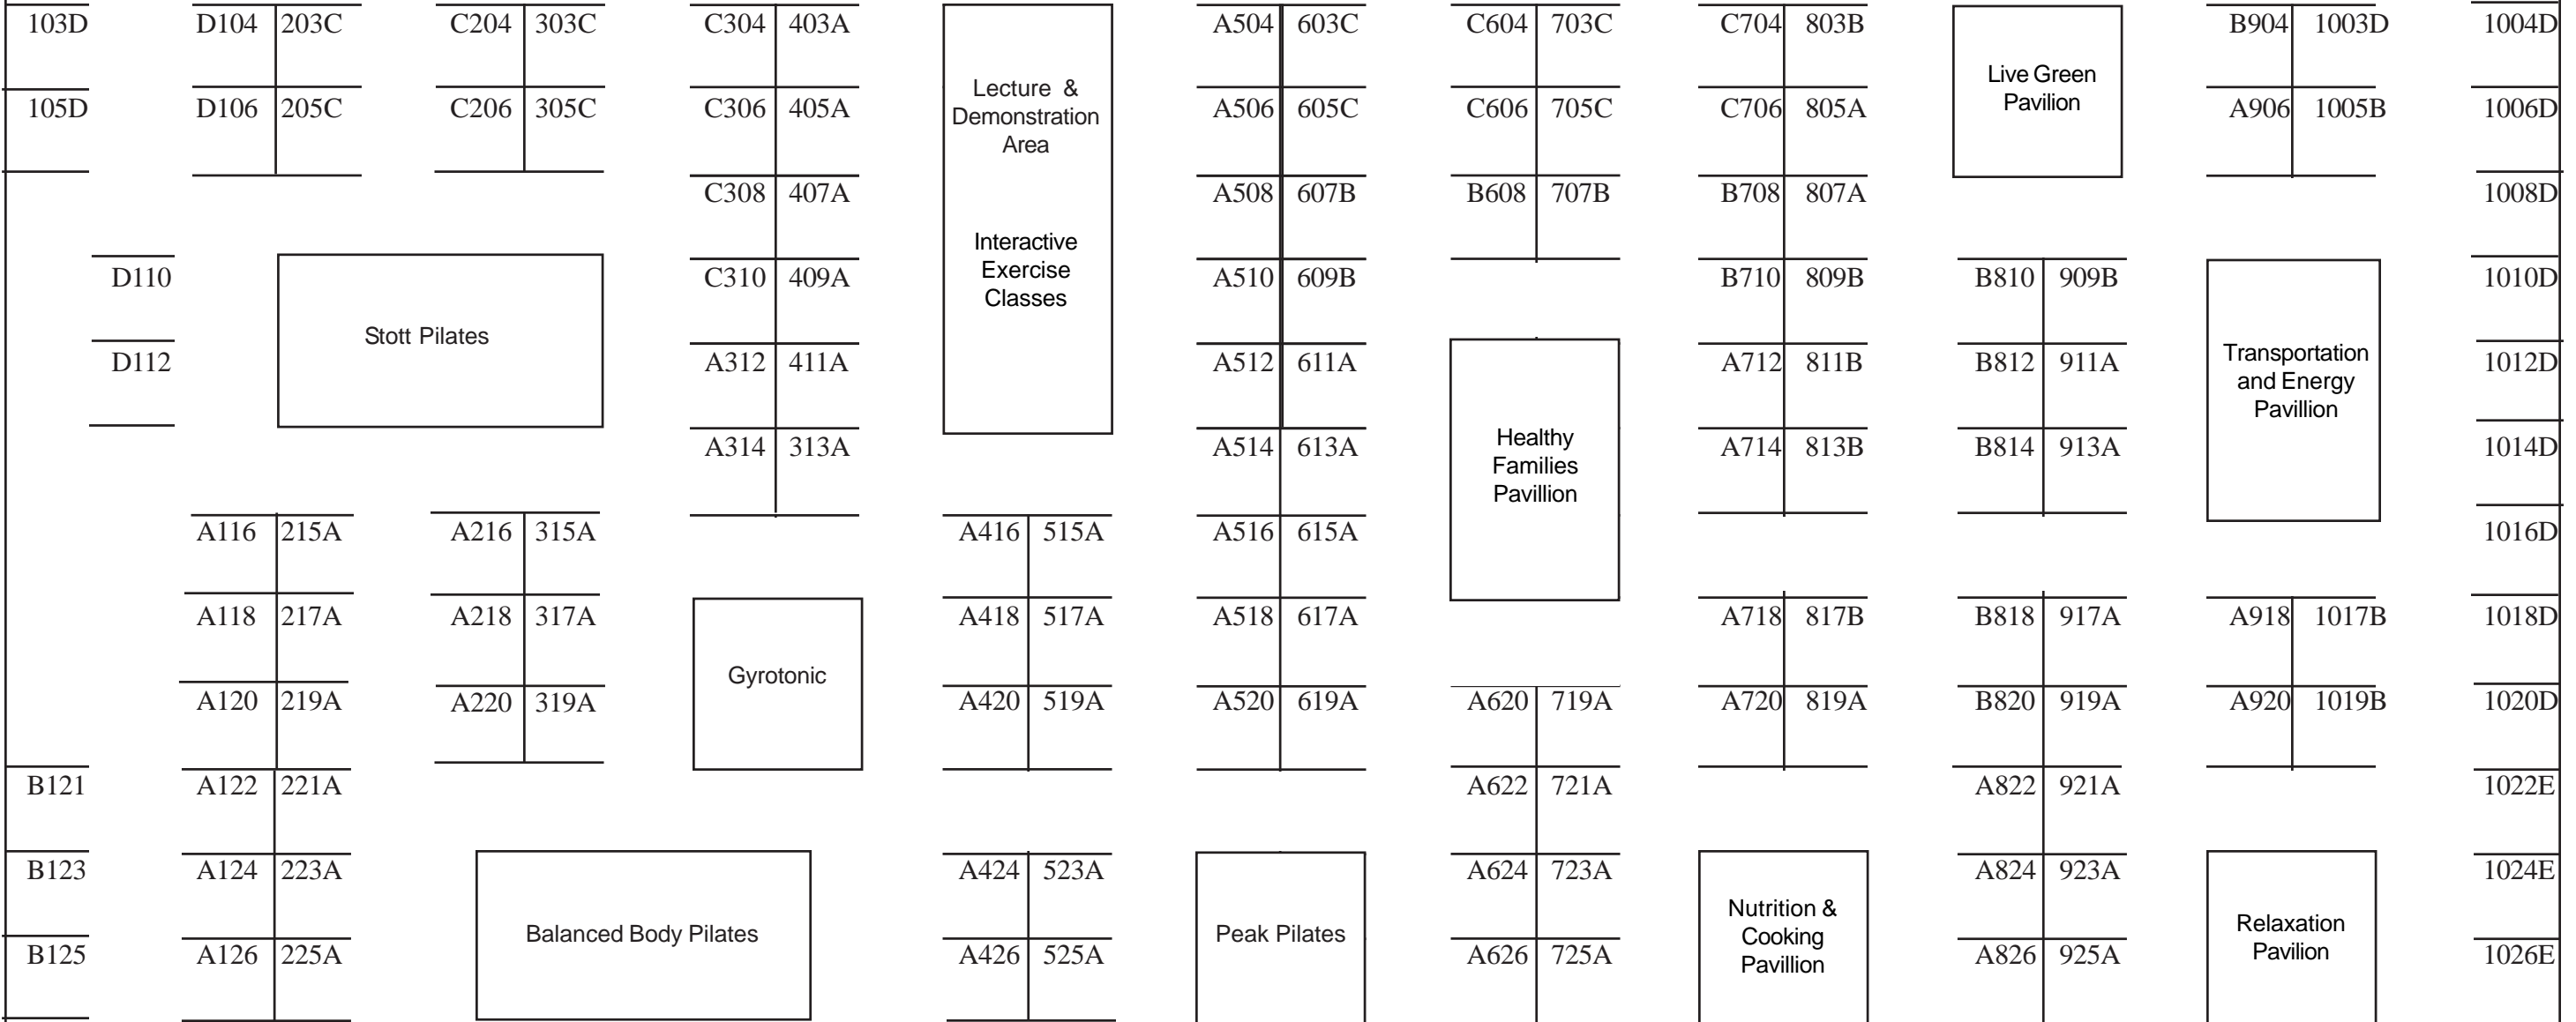 103D D104 203C C204 303C C304 403A A504 603C C604 703C C704 803B B904 1003D 1004D
Lecture &
Demonstration
Area
Live Green
Pavilion
105D D106 205C C206 305C C306 405A A506 605C C606 705C C706 805A A906 1005B 1006D
C308 407A A508 607B B608 707B B708 807A 1008D
Interactive
Exercise
Classes
D110 C310 409A A510 609B B710 809B B810 909B 1010D
Stott Pilates
Transportation
and Energy
Pavillion
D112 A312 411A A512 611A A712 811B B812 911A 1012D
Healthy
Families
Pavillion
A314 313A A514 613A A714 813B B814 913A 1014D
A116 215A A216 315A A416 515A A516 615A 1016D
A118 217A A218 317A A418 517A A518 617A A718 817B B818 917A A918 1017B 1018D
Gyrotonic
A120 219A A220 319A A420 519A A520 619A A620 719A A720 819A B820 919A A920 1019B 1020D
B121 A122 221A A622 721A A822 921A 1022E
B123 A124 223A A424 523A A624 723A A824 923A 1024E
Balanced Body Pilates
Peak Pilates
Nutrition &
Cooking
Pavillion
Relaxation
Pavilion
B125 A126 225A A426 525A A626 725A A826 925A 1026E